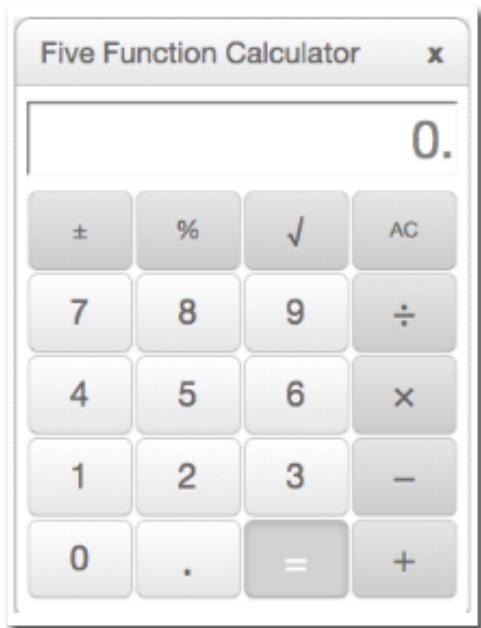 Five Function Calculator x
0.
± % √ AC
7 8 9 ÷
4 5 6 ×
1 2 3 −
0 . = +